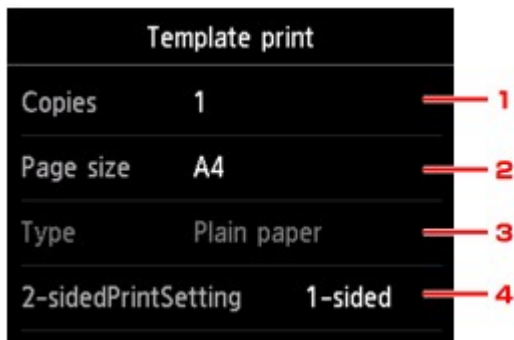 Template print
Copies 1 1
Page size A4 2
Type Plain paper 3
2-sidedPrintSetting 1-sided 4